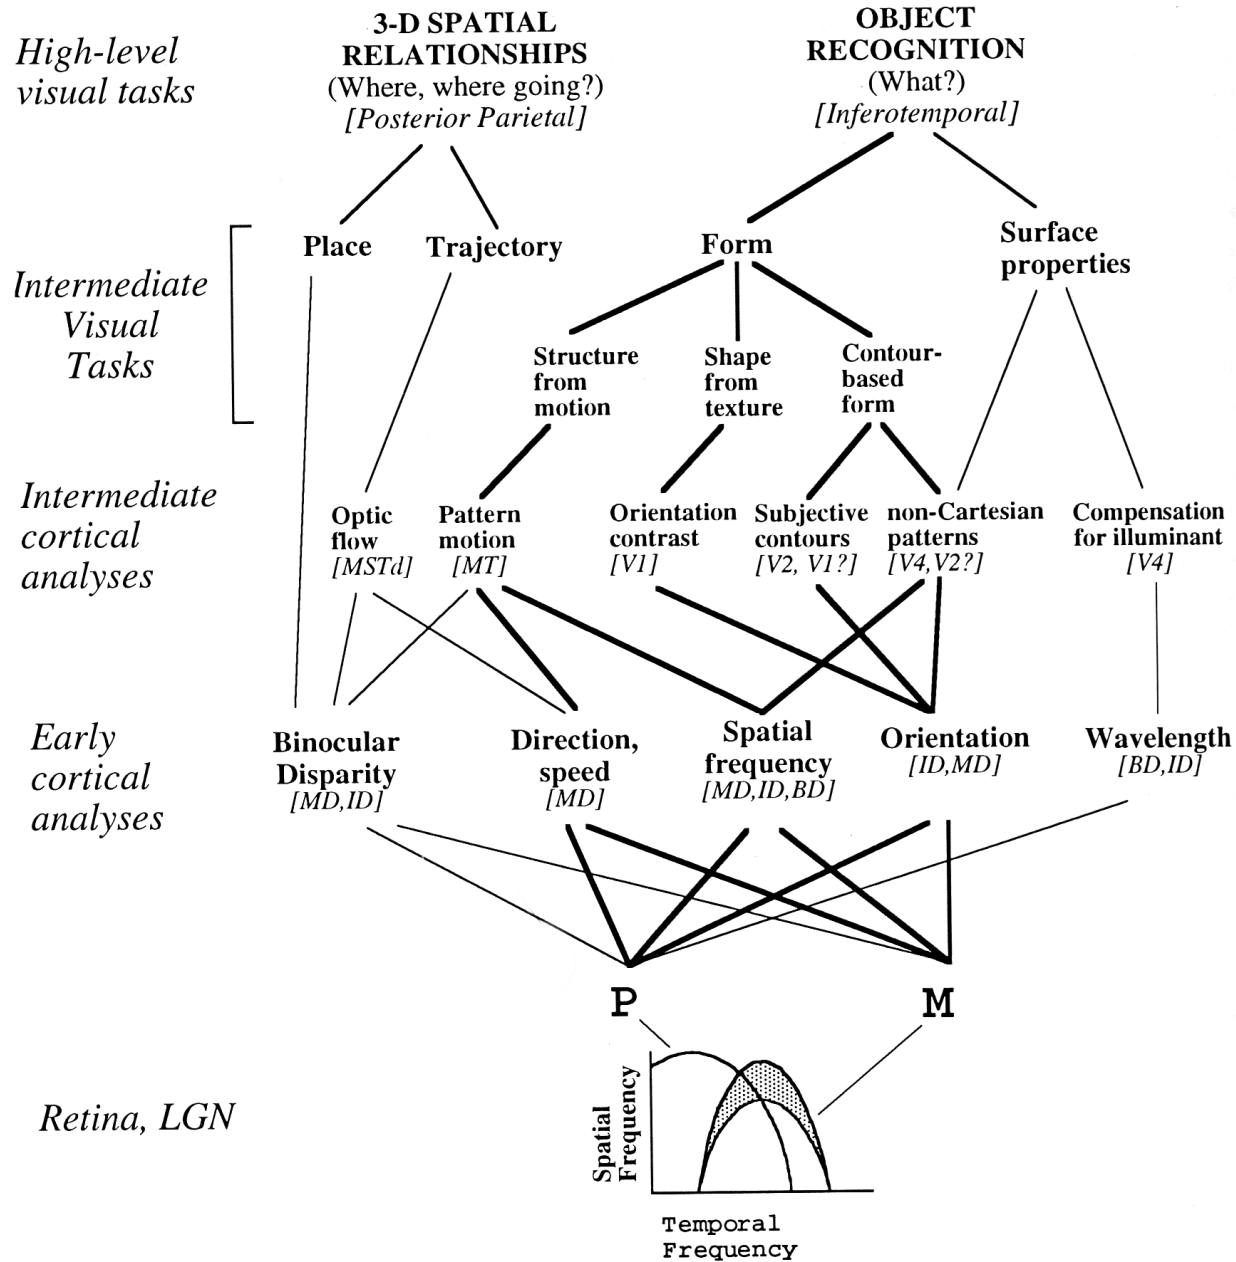 High-level
visual tasks
3-D SPATIAL
RELATIONSHIPS
(Where, where going?)
[Posterior Parietal]
OBJECT
RECOGNITION
(What?)
[Inferotemporal]
Intermediate
Visual
Tasks
Place
Trajectory
Form
Surface
properties
Structure
from
motion
Shape
from
texture
Contour-
based
form
Intermediate
cortical
analyses
Optic
flow
[MSTd]
Pattern
motion
[MT]
Orientation
contrast
[V1]
Subjective
contours
[V2, V1?]
non-Cartesian
patterns
[V4,V2?]
Compensation
for illuminant
[V4]
Early
cortical
analyses
Binocular
Disparity
[MD,ID]
Direction,
speed
[MD]
Spatial
frequency
[MD,ID,BD]
Orientation
[ID,MD]
Wavelength
[BD,ID]
P
M
Retina, LGN
Spatial
Frequency
Temporal
Frequency